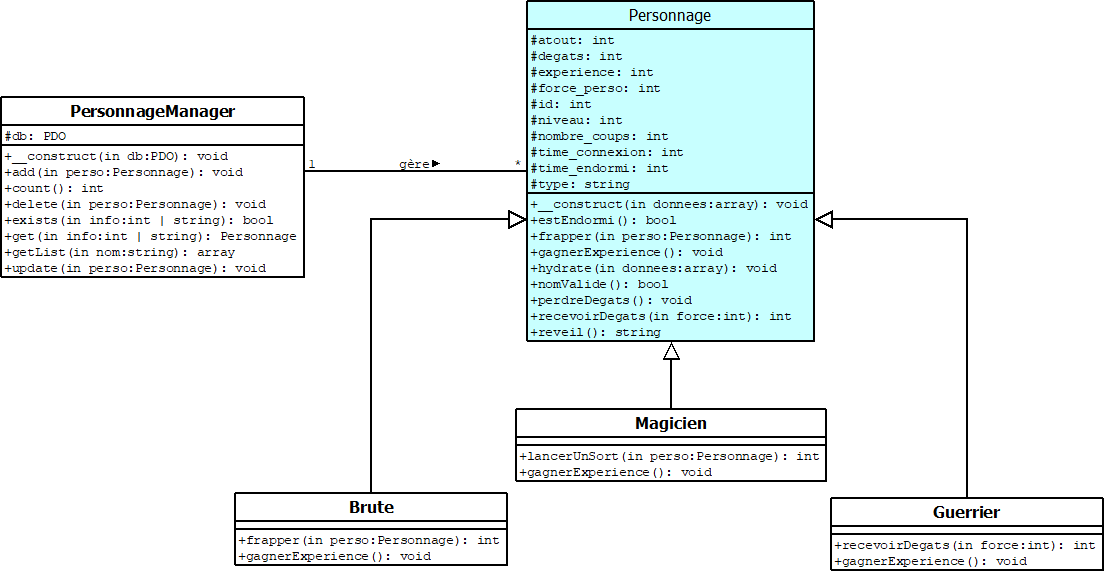 Personnage
#atout: int
#degats: int
#experience: int
#force_perso: int
#id: int
#niveau: int
#nombre_coups: int
#time_connexion: int
#time_endormi: int
#type: string
+__construct(in donnees:array): void
+estEndormi(): bool
+frapper(in perso:Personnage): int
+gagnerExperience(): void
+hydrate(in donnees:array): void
+nomValide(): bool
+perdreDegats(): void
+recevoirDegats(in force:int): int
+reveil(): string
PersonnageManager
#db: PDO
+__construct(in db:PDO): void
+add(in perso:Personnage): void
+count(): int
+delete(in perso:Personnage): void
+exists(in info:int | string): bool
+get(in info:int | string): Personnage
+getList(in nom:string): array
+update(in perso:Personnage): void
1 gère▶ *
Magicien
+lancerUnSort(in perso:Personnage): int
+gagnerExperience(): void
Brute
+frapper(in perso:Personnage): int
+gagnerExperience(): void
Guerrier
+recevoirDegats(in force:int): int
+gagnerExperience(): void